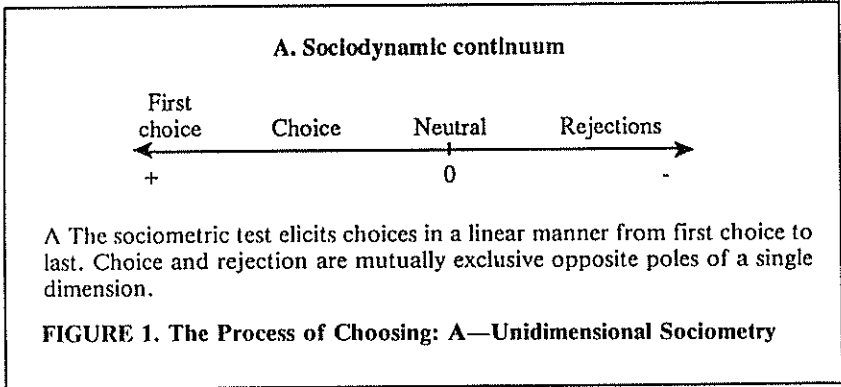 A. Sociodynamic continuum
First
choice Choice Neutral Rejections
+ 0 -
A The sociometric test elicits choices in a linear manner from first choice to
last. Choice and rejection are mutually exclusive opposite poles of a single
dimension.
FIGURE 1. The Process of Choosing: A—Unidimensional Sociometry